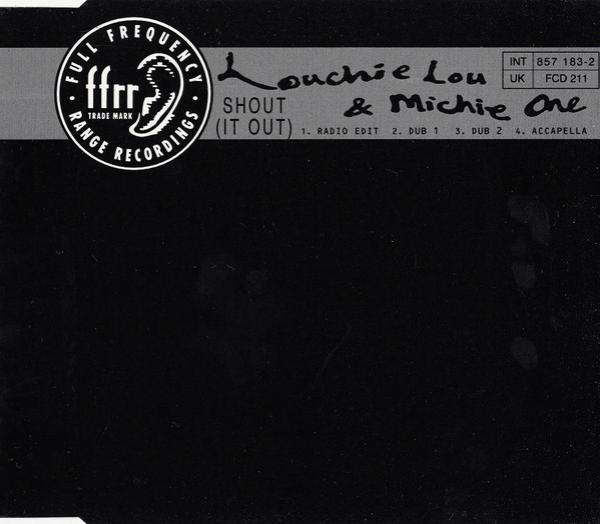 FULL FREQUENCY
ffrr
TRADE MARK
RANGE RECORDINGS
Louchie Lou
& Michie One
SHOUT
(IT OUT)
1. RADIO EDIT 2. DUB 1 3. DUB 2 4. ACCAPELLA
INT 857 183-2
UK FCD 211